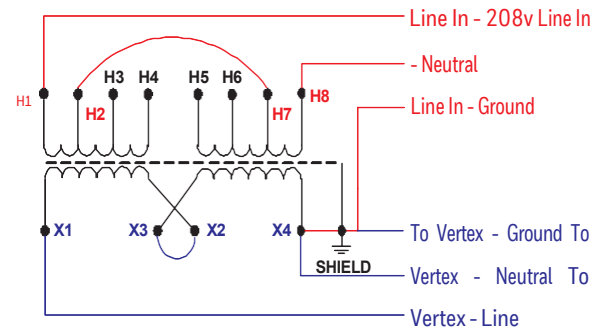 Line In - 208v Line In
H3 H4 H5 H6
- Neutral
H1 H2 H7 H8
Line In - Ground
X1 X3 X2 X4
To Vertex - Ground To
SHIELD
Vertex - Neutral To
Vertex - Line